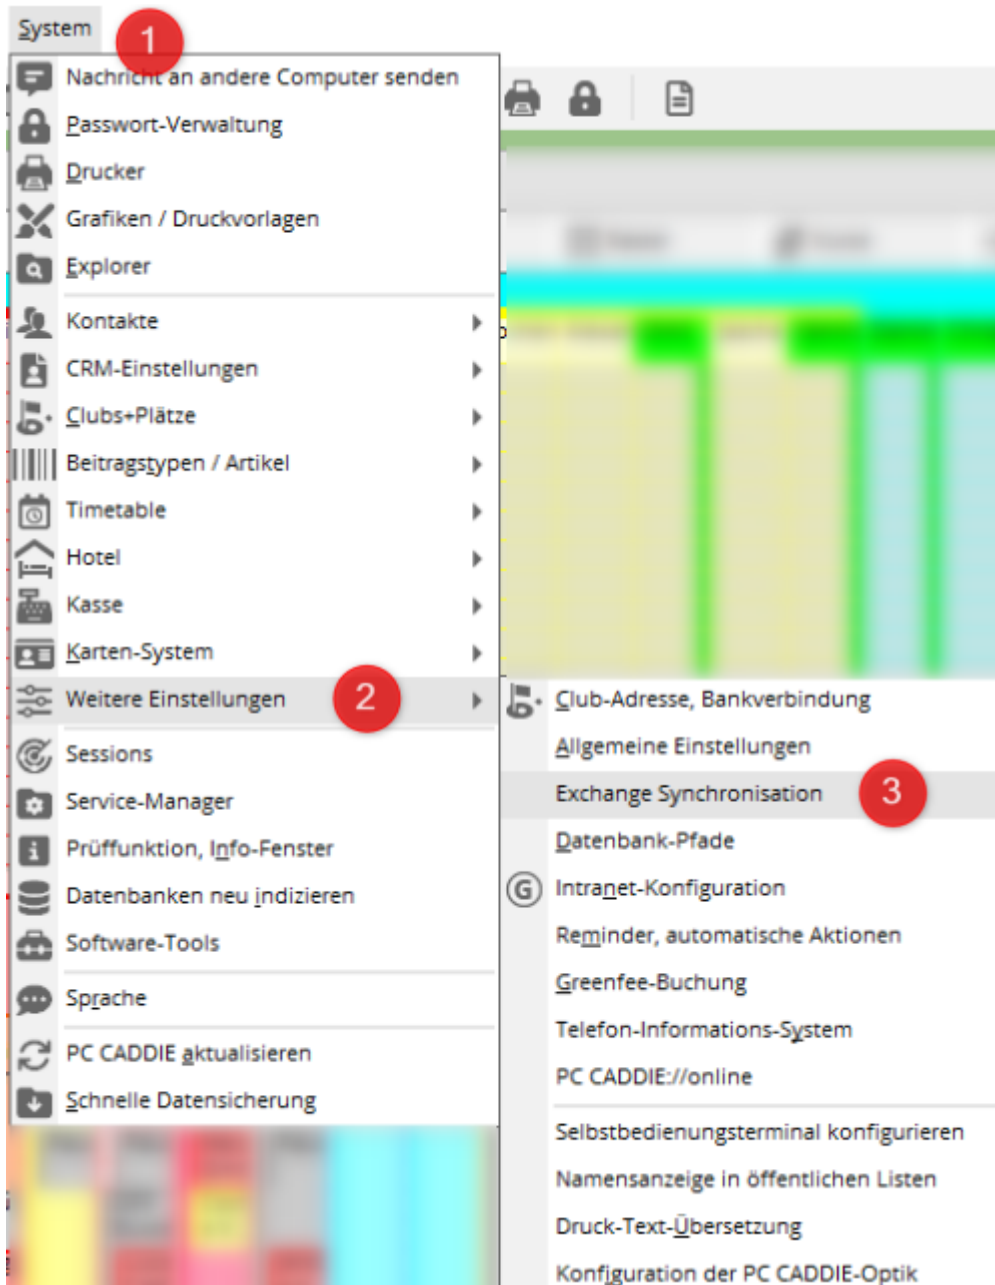 System
1
Nachricht an andere Computer senden
Passwort-Verwaltung
Drucker
Grafiken / Druckvorlagen
Explorer
Kontakte
CRM-Einstellungen
Clubs+Plätze
Beitragstypen / Artikel
Timetable
Hotel
Kasse
Karten-System
Weitere Einstellungen
2
Sessions
Service-Manager
Prüffunktion, Info-Fenster
Datenbanken neu indizieren
Software-Tools
Sprache
PC CADDIE aktualisieren
Schnelle Datensicherung
Club-Adresse, Bankverbindung
Allgemeine Einstellungen
Exchange Synchronisation
3
Datenbank-Pfade
G Intranet-Konfiguration
Reminder, automatische Aktionen
Greenfee-Buchung
Telefon-Informations-System
PC CADDIE://online
Selbstbedienungsterminal konfigurieren
Namensanzeige in öffentlichen Listen
Druck-Text-Übersetzung
Konfiguration der PC CADDIE-Optik